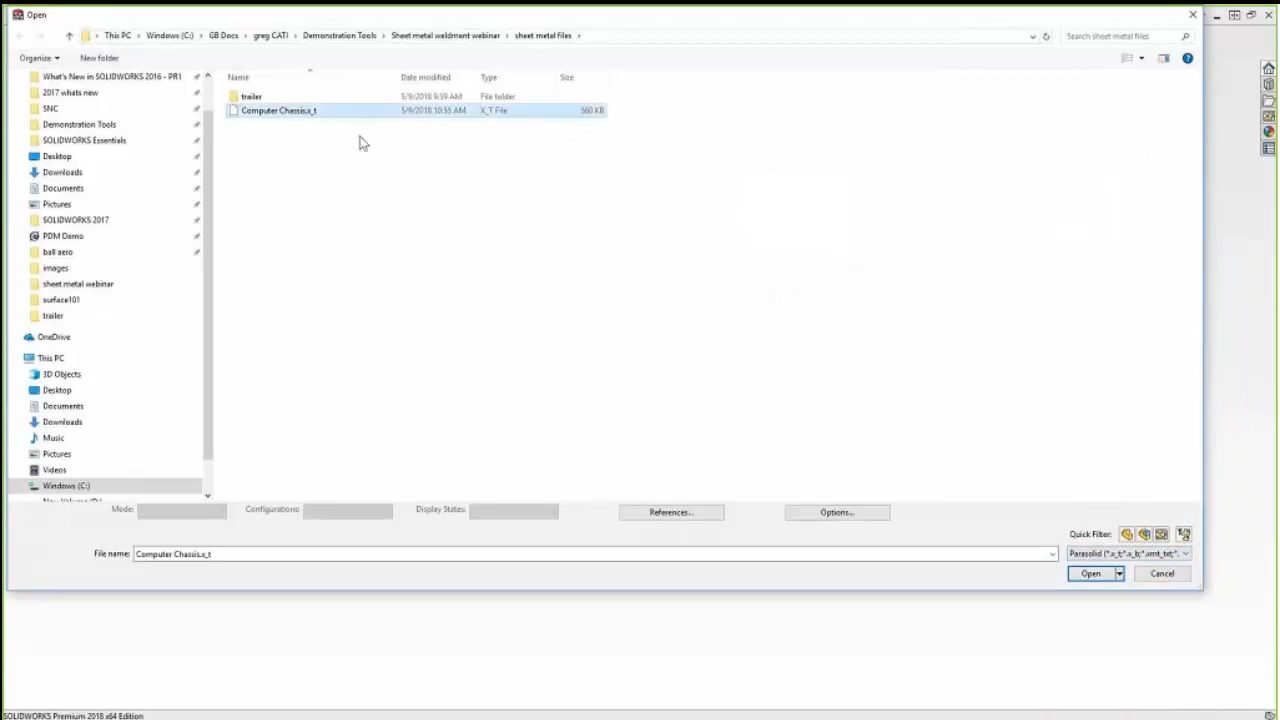 Open
This PC › Windows (C:) › GB Docs › greg CATI › Demonstration Tools › Sheet metal weldment webinar › sheet metal files ›
Search sheet metal files
Organize
New folder
Name
Date modified
Type
Size
What's New in SOLIDWORKS 2016 - PR1
2017 whats new
SNC
Demonstration Tools
SOLIDWORKS Essentials
Desktop
Downloads
Documents
Pictures
SOLIDWORKS 2017
PDM Demo
ball aero
images
sheet metal webinar
surface101
trailer
OneDrive
This PC
3D Objects
Desktop
Documents
Downloads
Music
Pictures
Videos
Windows (C:)
trailer 5/9/2018 9:59 AM File folder
Computer Chassis.x_t 5/9/2018 10:55 AM X_T File 560 KB
Mode:
Configurations:
Display States:
References...
Options...
Quick Filter:
File name: Computer Chassis.x_t
Parasolid (*.x_t;*.x_b;*.xmt_txt;*.
Open
Cancel
SOLIDWORKS Premium 2018 x64 Edition